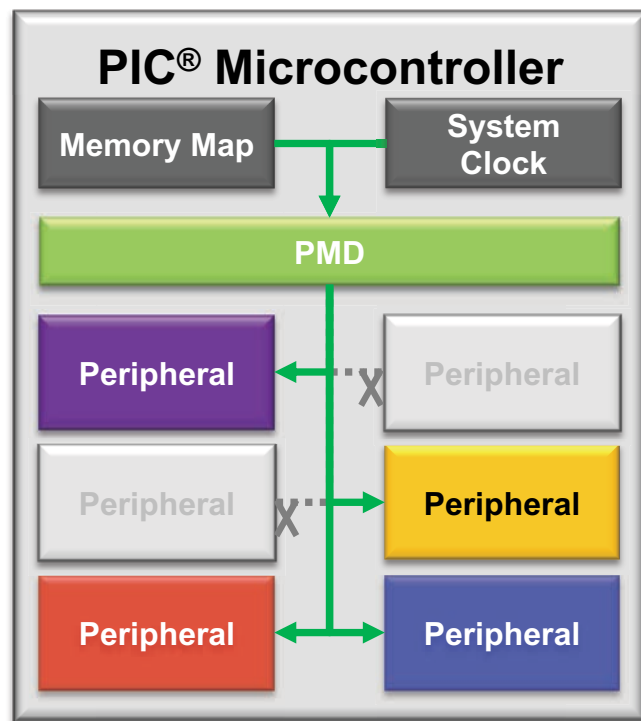 PIC® Microcontroller
Memory Map
System
Clock
PMD
Peripheral
Peripheral
Peripheral
Peripheral
Peripheral
Peripheral